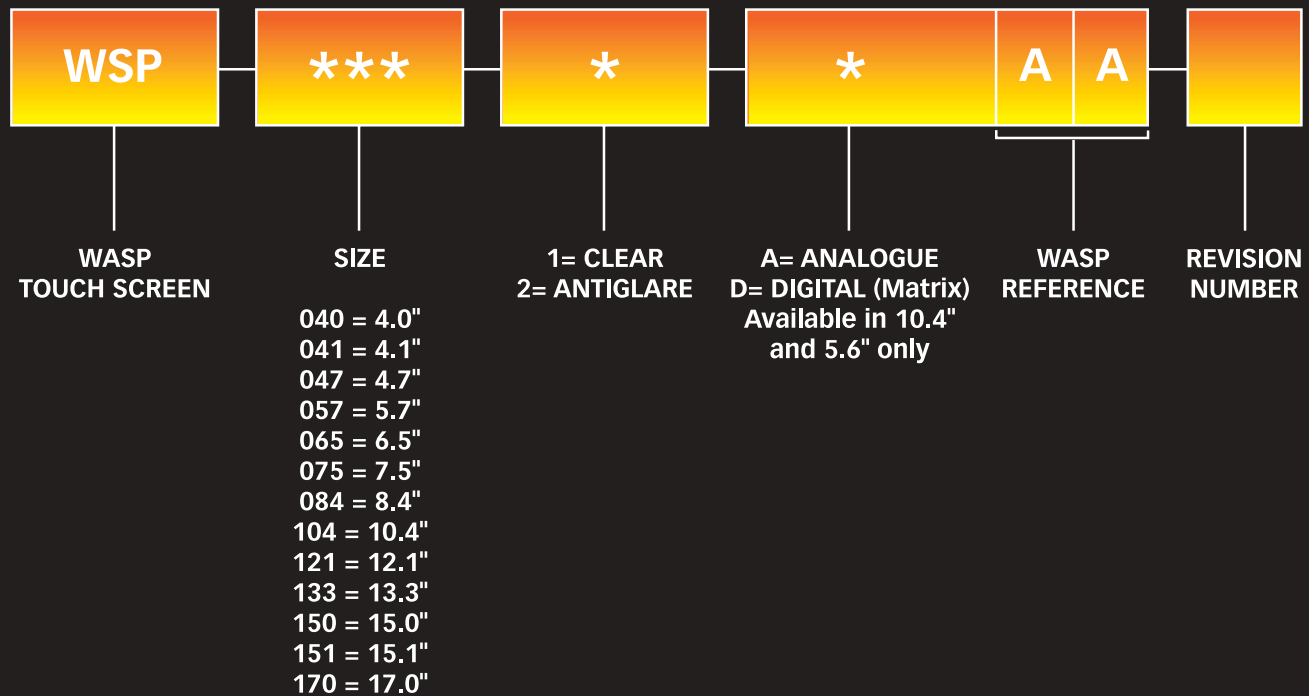 WSP
***
*
*
A
A
WASP
TOUCH SCREEN
SIZE
040 = 4.0"
041 = 4.1"
047 = 4.7"
057 = 5.7"
065 = 6.5"
075 = 7.5"
084 = 8.4"
104 = 10.4"
121 = 12.1"
133 = 13.3"
150 = 15.0"
151 = 15.1"
170 = 17.0"
1= CLEAR
2= ANTIGLARE
A= ANALOGUE
D= DIGITAL (Matrix)
Available in 10.4"
and 5.6" only
WASP
REFERENCE
REVISION
NUMBER